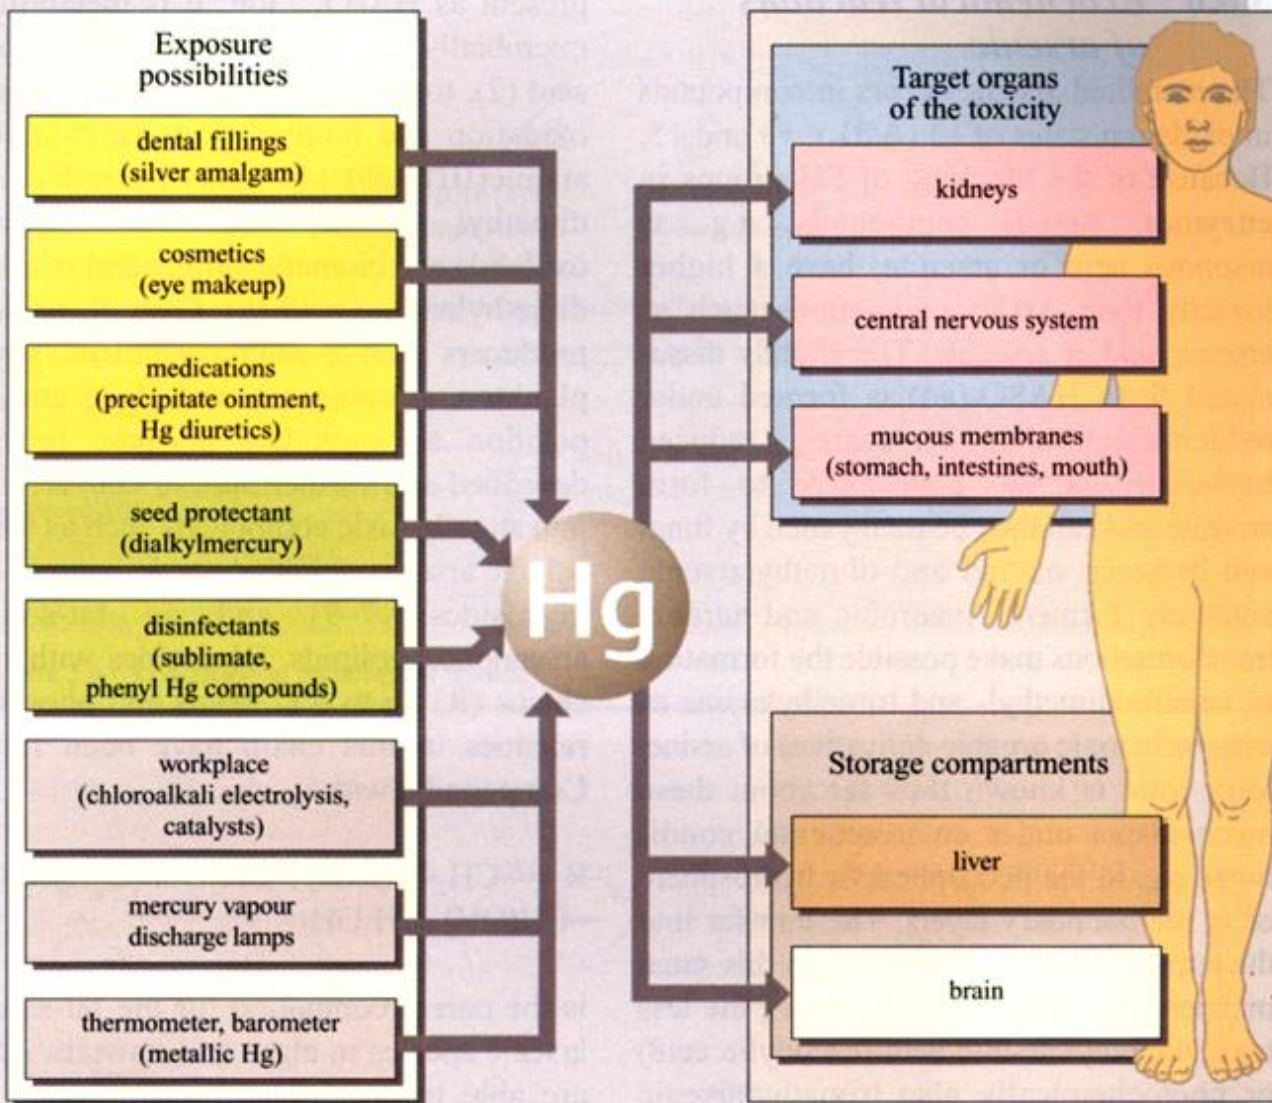 Exposure
possibilities
dental fillings
(silver amalgam)
cosmetics
(eye makeup)
medications
(precipitate ointment,
Hg diuretics)
seed protectant
(dialkylmercury)
disinfectants
(sublimate,
phenyl Hg compounds)
workplace
(chloroalkali electrolysis,
catalysts)
mercury vapour
discharge lamps
thermometer, barometer
(metallic Hg)
Hg
Target organs
of the toxicity
kidneys
central nervous system
mucous membranes
(stomach, intestines, mouth)
Storage compartments
liver
brain